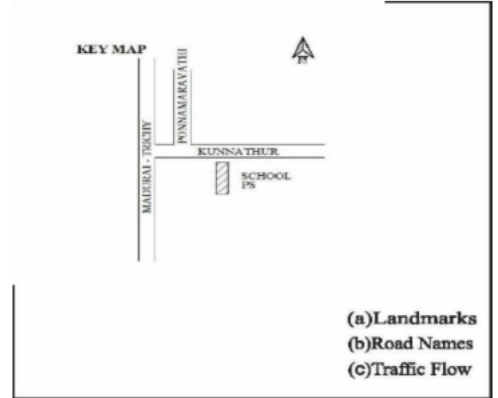 KEY MAP
N
PONNAMARAVATHI
MADURAI - TRICHY
KUNNATHUR
SCHOOL
PS
(a)Landmarks
(b)Road Names
(c)Traffic Flow